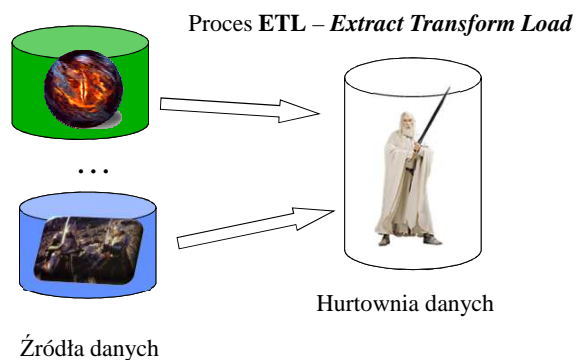 Proces ETL – Extract Transform Load
...
Hurtownia danych
Źródła danych